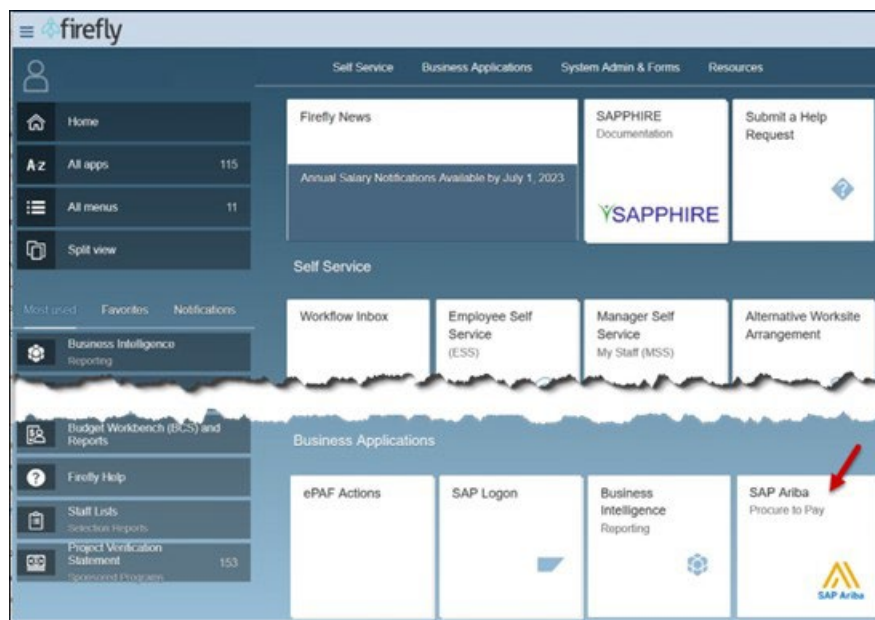 firefly
Self Service
Business Applications
System Admin & Forms
Resources
Home
All apps 115
All menus 11
Split view
Most used
Favorites
Notifications
Business Intelligence
Reporting
Budget Workbench (BCS) and
Reports
Firefly Help
Staff Lists
Selection Reports
Project Verification
Statement
Sponsored Programs
153
Firefly News
Annual Salary Notifications Available by July 1, 2023
SAPPHIRE
Documentation
SAPPHIRE
Submit a Help
Request
Self Service
Workflow Inbox
Employee Self
Service
(ESS)
Manager Self
Service
My Staff (MSS)
Alternative Worksite
Arrangement
Business Applications
ePAF Actions
SAP Logon
Business
Intelligence
Reporting
SAP Ariba
Procure to Pay
SAP Ariba